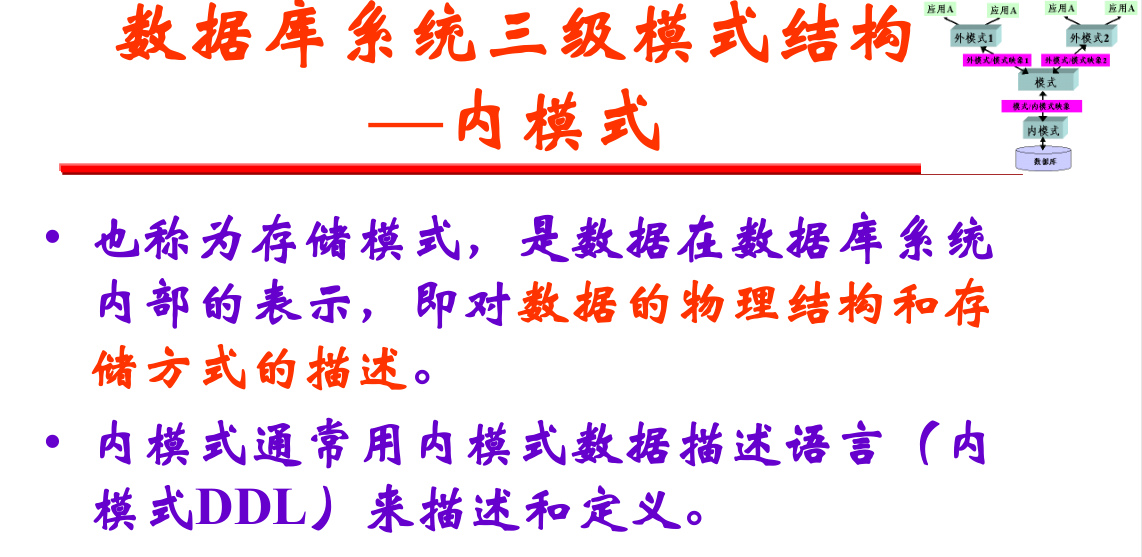 数据库系统三级模式结构
—内模式
应用A
应用A
应用A
应用A
外模式1
外模式2
外模式/模式映象1
外模式/模式映象2
模式
模式/内模式映象
内模式
数据库
• 也称为存储模式，是数据在数据库系统
内部的表示，即对数据的物理结构和存
储方式的描述。
• 内模式通常用内模式数据描述语言（内
模式DDL）来描述和定义。